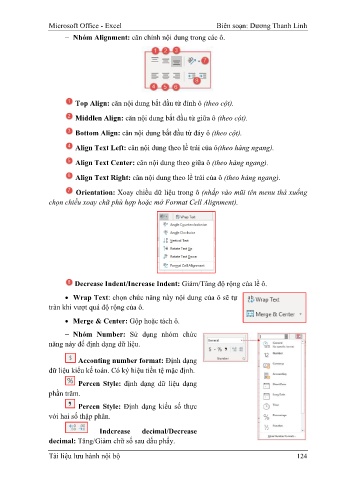 Microsoft Office - Excel Biên soạn: Dương Thanh Linh
− Nhóm Alignment: căn chỉnh nội dung trong các ô.
1 2 3
7
8
4 5 6
1 Top Align: căn nội dung bắt đầu từ đỉnh ô (theo cột).
2 Middlen Align: căn nội dung bắt đầu từ giữa ô (theo cột).
3 Bottom Align: căn nội dung bắt đầu từ đáy ô (theo cột).
4 Align Text Left: căn nội dung theo lề trái của ô(theo hàng ngang).
5 Align Text Center: căn nội dung theo giữa ô (theo hàng ngang).
6 Align Text Right: căn nội dung theo lề trái của ô (theo hàng ngang).
7 Orientation: Xoay chiều dữ liệu trong ô (nhấp vào mũi tên menu thả xuống
chọn chiều xoay chữ phù hợp hoặc mở Format Cell Alignment).
Wrap Text
Angle Counterclockwise
Angle Clockwise
Vertical Text
Rotate Text Up
Rotate Text Down
Format Cell Alignment
8 Decrease Indent/Increase Indent: Giảm/Tăng độ rộng của lề ô.
• Wrap Text: chọn chức năng này nội dung của ô sẽ tự
tràn khi vượt quá độ rộng của ô.
Wrap Text
Merge & Center
• Merge & Center: Gộp hoặc tách ô.
− Nhóm Number: Sử dụng nhóm chức
năng này để định dạng dữ liệu.
$ Acconting number format: Định dạng
dữ liệu kiểu kế toán. Có ký hiệu tiền tệ mặc định.
% Percen Style: định dạng dữ liệu dạng
phần trăm.
, Percen Style: Định dạng kiểu số thực
với hai số thập phân.
Indcrease decimal/Decrease
decimal: Tăng/Giảm chữ số sau dấu phẩy.
General
Number
General
Number
Currency
Accounting
Short Date
Long Date
Time
Percentage
Fraction
Tài liệu lưu hành nội bộ 124